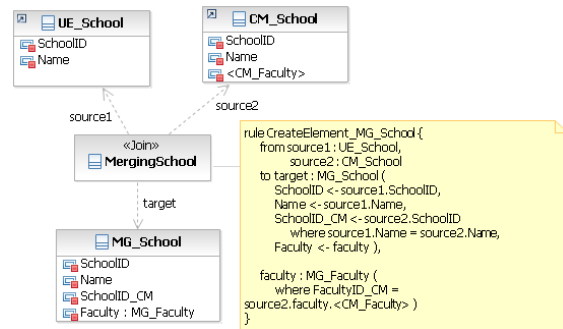 UE_School
SchoolID
Name
CM_School
SchoolID
Name
<CM_Faculty>
source1
source2
«Join»
MergingSchool
target
MG_School
SchoolID
Name
SchoolID_CM
Faculty : MG_Faculty
rule CreateElement_MG_School {
from source1 : UE_School,
source2 : CM_School
to target : MG_School (
SchoolID <- source1.SchoolID,
Name <- source1.Name,
SchoolID_CM <- source2.SchoolID
where source1.Name = source2.Name,
Faculty <- faculty ),
faculty : MG_Faculty (
where FacultyID_CM =
source2.faculty.<CM_Faculty> )
}